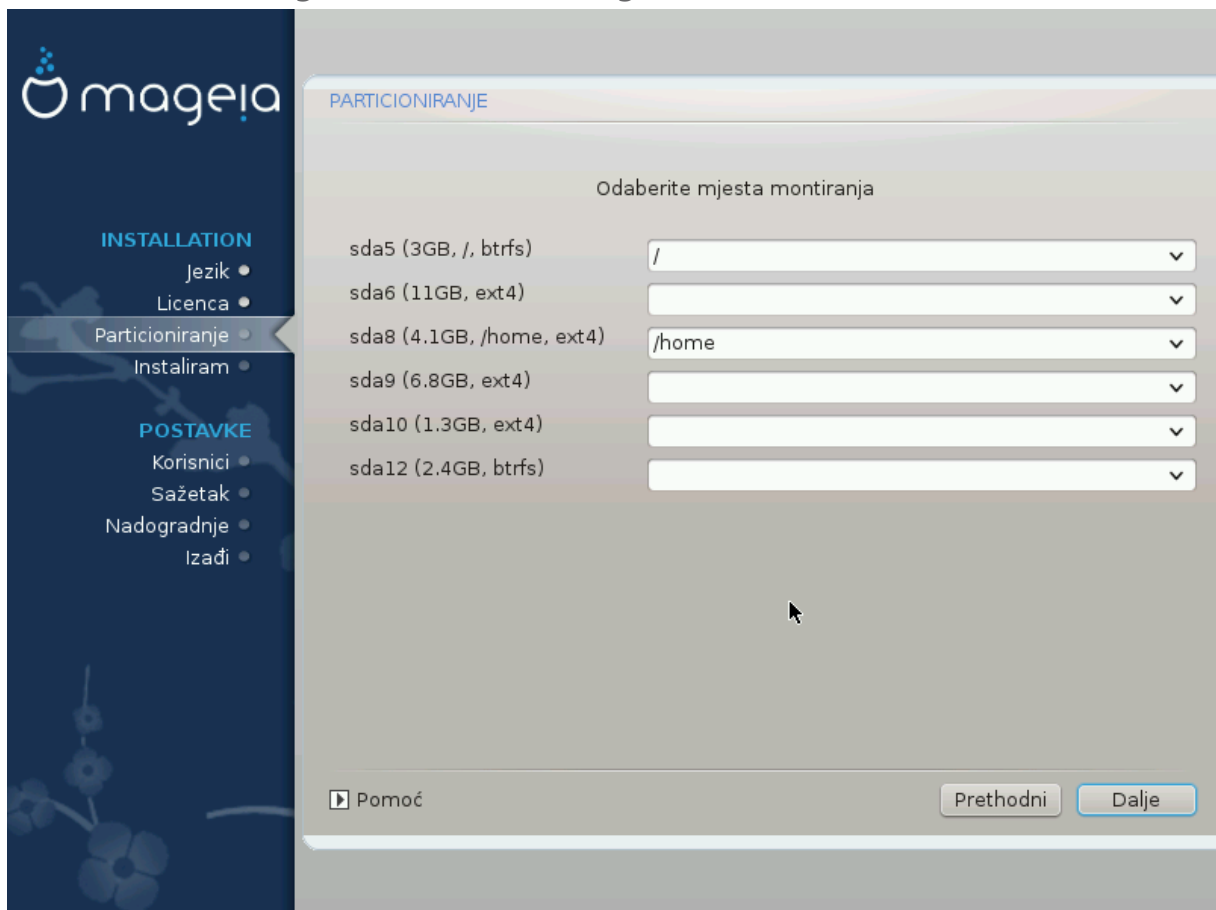 mageia
INSTALLATION
Jezik
Licenca
Particioniranje
Instaliram
POSTAVKE
Korisnici
Sažetak
Nadogradnje
Izađi
PARTICIONIRANJE
Odaberite mjesta montiranja
sda5 (3GB, /, btrfs) /
sda6 (11GB, ext4)
sda8 (4.1GB, /home, ext4) /home
sda9 (6.8GB, ext4)
sda10 (1.3GB, ext4)
sda12 (2.4GB, btrfs)
Pomoć
Prethodni Dalje